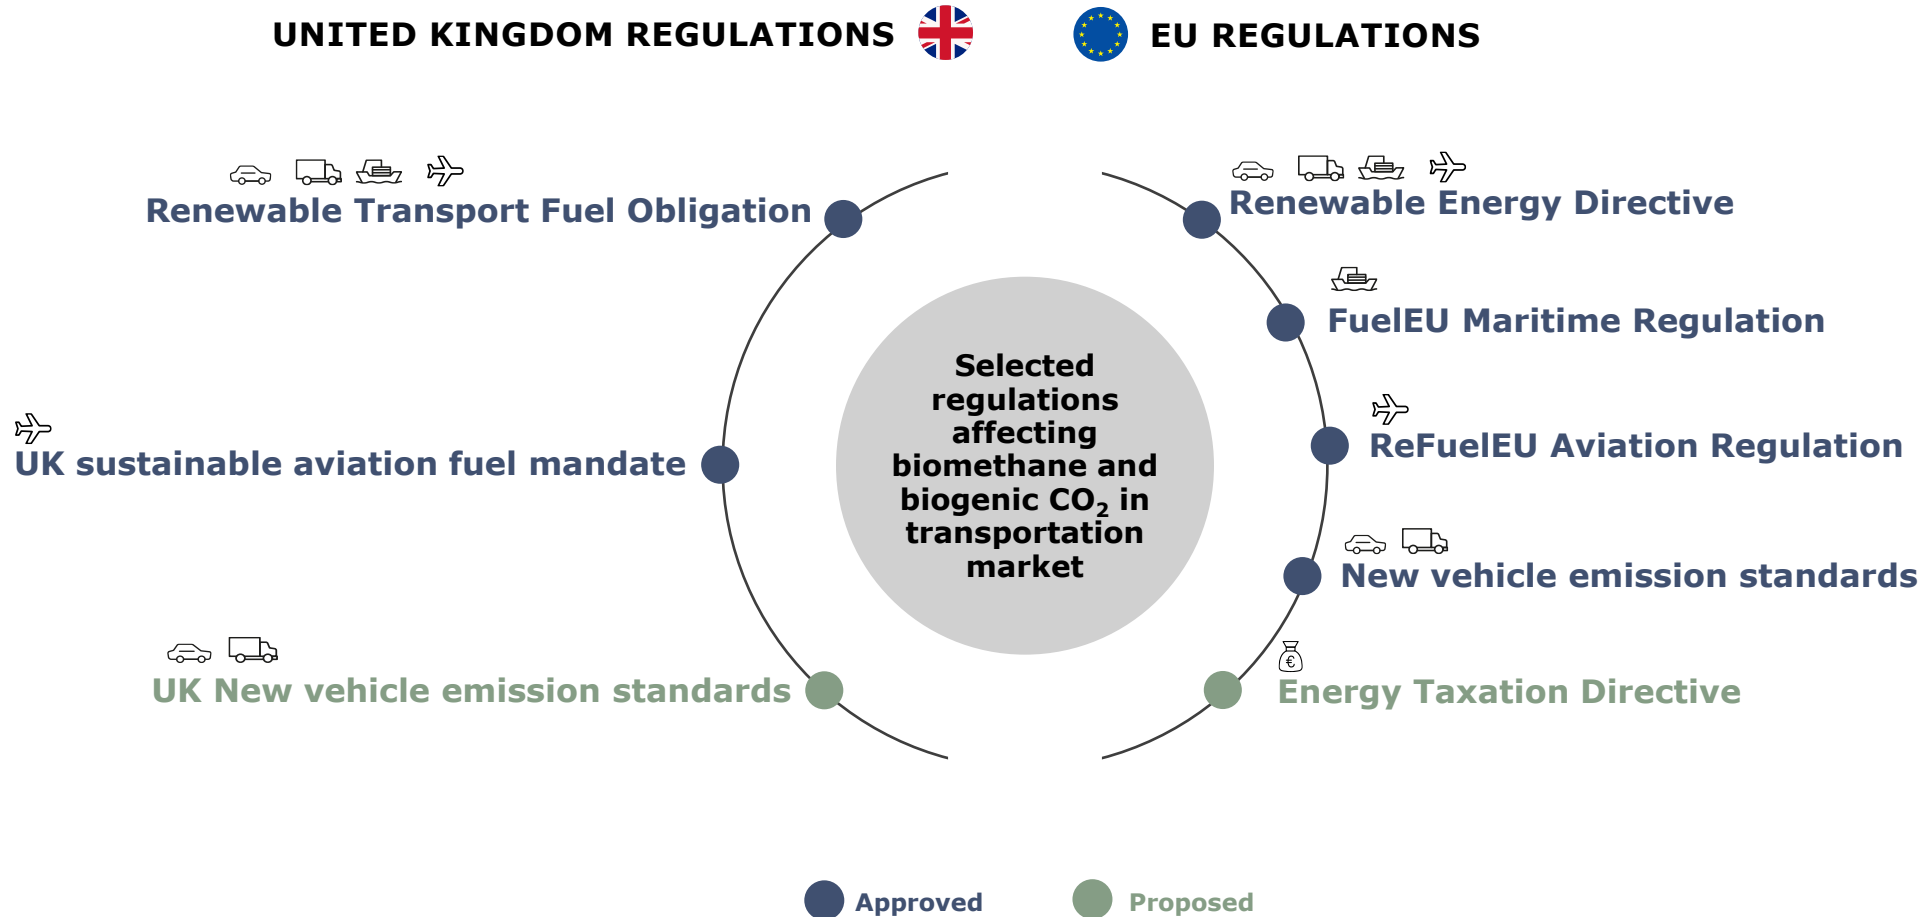 UNITED KINGDOM REGULATIONS
EU REGULATIONS
Renewable Transport Fuel Obligation
UK sustainable aviation fuel mandate
UK New vehicle emission standards
Selected
regulations
affecting
biomethane and
biogenic CO₂ in
transportation
market
Renewable Energy Directive
FuelEU Maritime Regulation
ReFuelEU Aviation Regulation
New vehicle emission standards
€
Energy Taxation Directive
Approved
Proposed